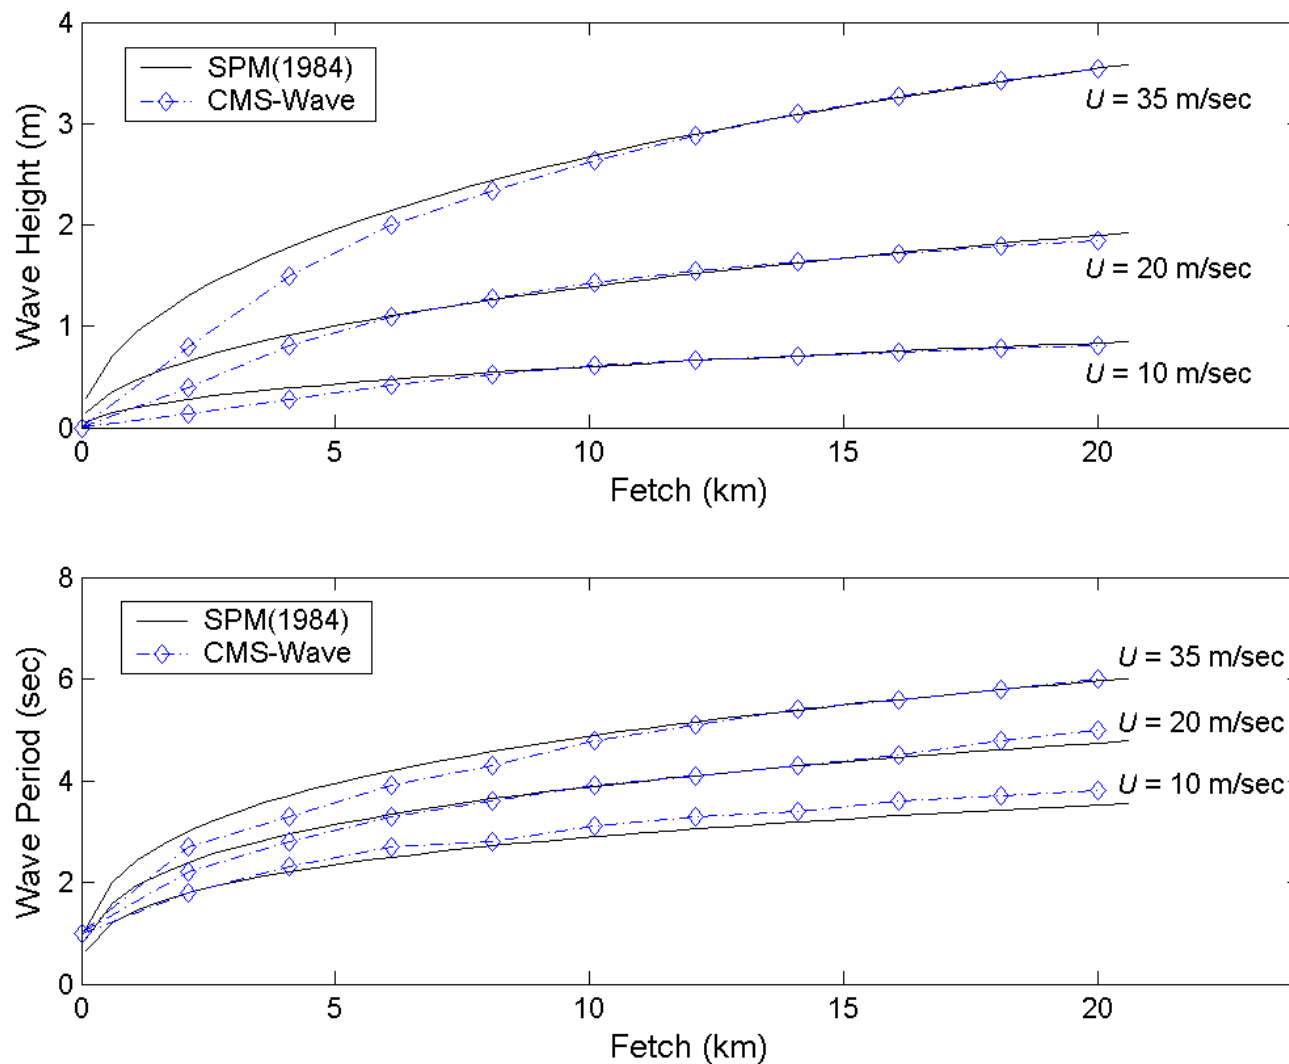 4
3
2
1
0
Wave Height (m)
SPM(1984)
CMS-Wave
U = 35 m/sec
U = 20 m/sec
U = 10 m/sec
0 5 10 15 20
Fetch (km)
8
6
4
2
0
Wave Period (sec)
SPM(1984)
CMS-Wave
U = 35 m/sec
U = 20 m/sec
U = 10 m/sec
0 5 10 15 20
Fetch (km)